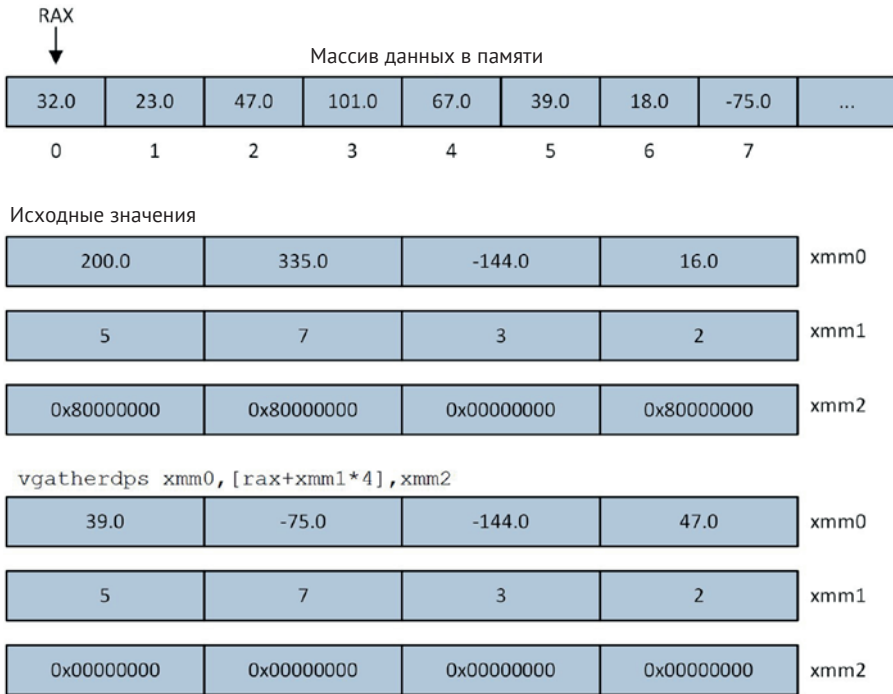 RAX
Массив данных в памяти
32.0 23.0 47.0 101.0 67.0 39.0 18.0 -75.0 ...
0 1 2 3 4 5 6 7
Исходные значения
200.0 335.0 -144.0 16.0 xmm0
5 7 3 2 xmm1
0x80000000 0x80000000 0x00000000 0x80000000 xmm2
vgatherdps xmm0,[rax+xmm1*4],xmm2
39.0 -75.0 -144.0 47.0 xmm0
5 7 3 2 xmm1
0x00000000 0x00000000 0x00000000 0x00000000 xmm2